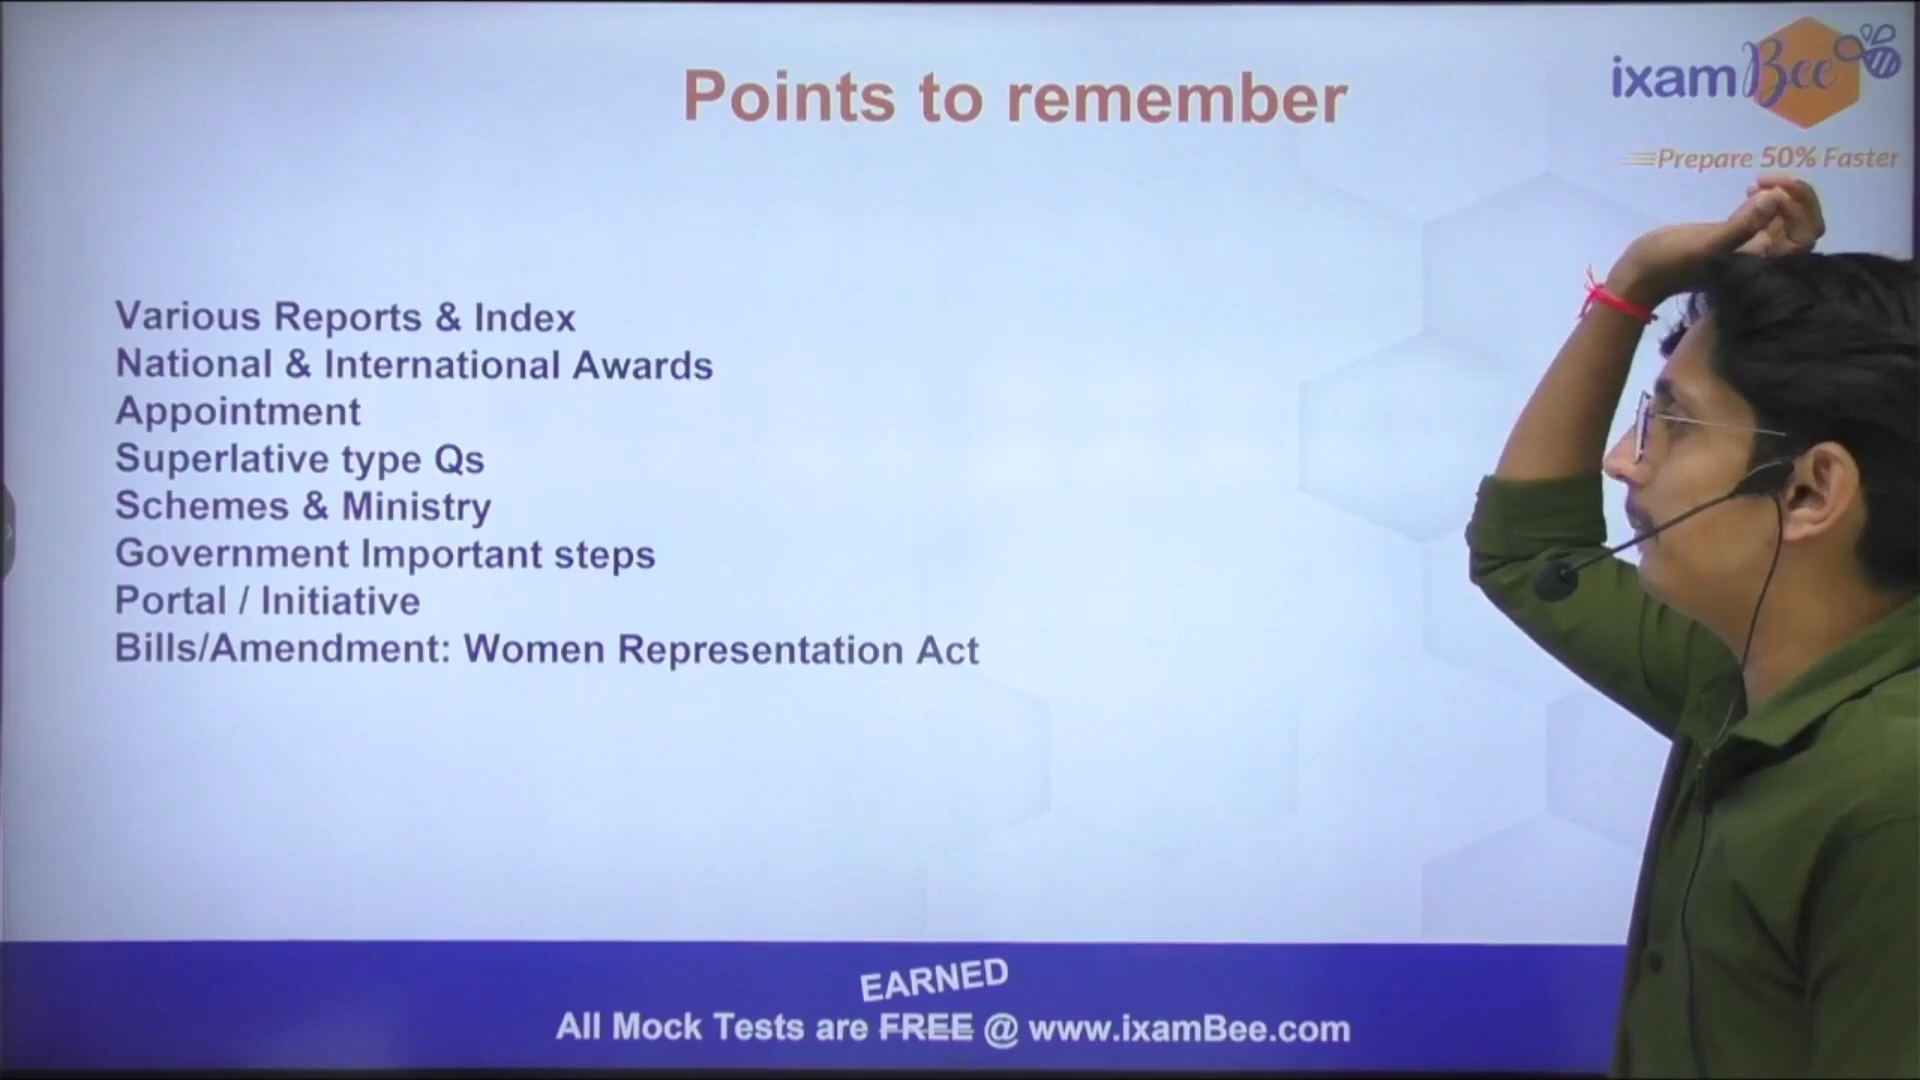 Points to remember
ixamBee
Prepare 50% Faster
Various Reports & Index
National & International Awards
Appointment
Superlative type Qs
Schemes & Ministry
Government Important steps
Portal / Initiative
Bills/Amendment: Women Representation Act
EARNED
All Mock Tests are FREE @ www.ixamBee.com